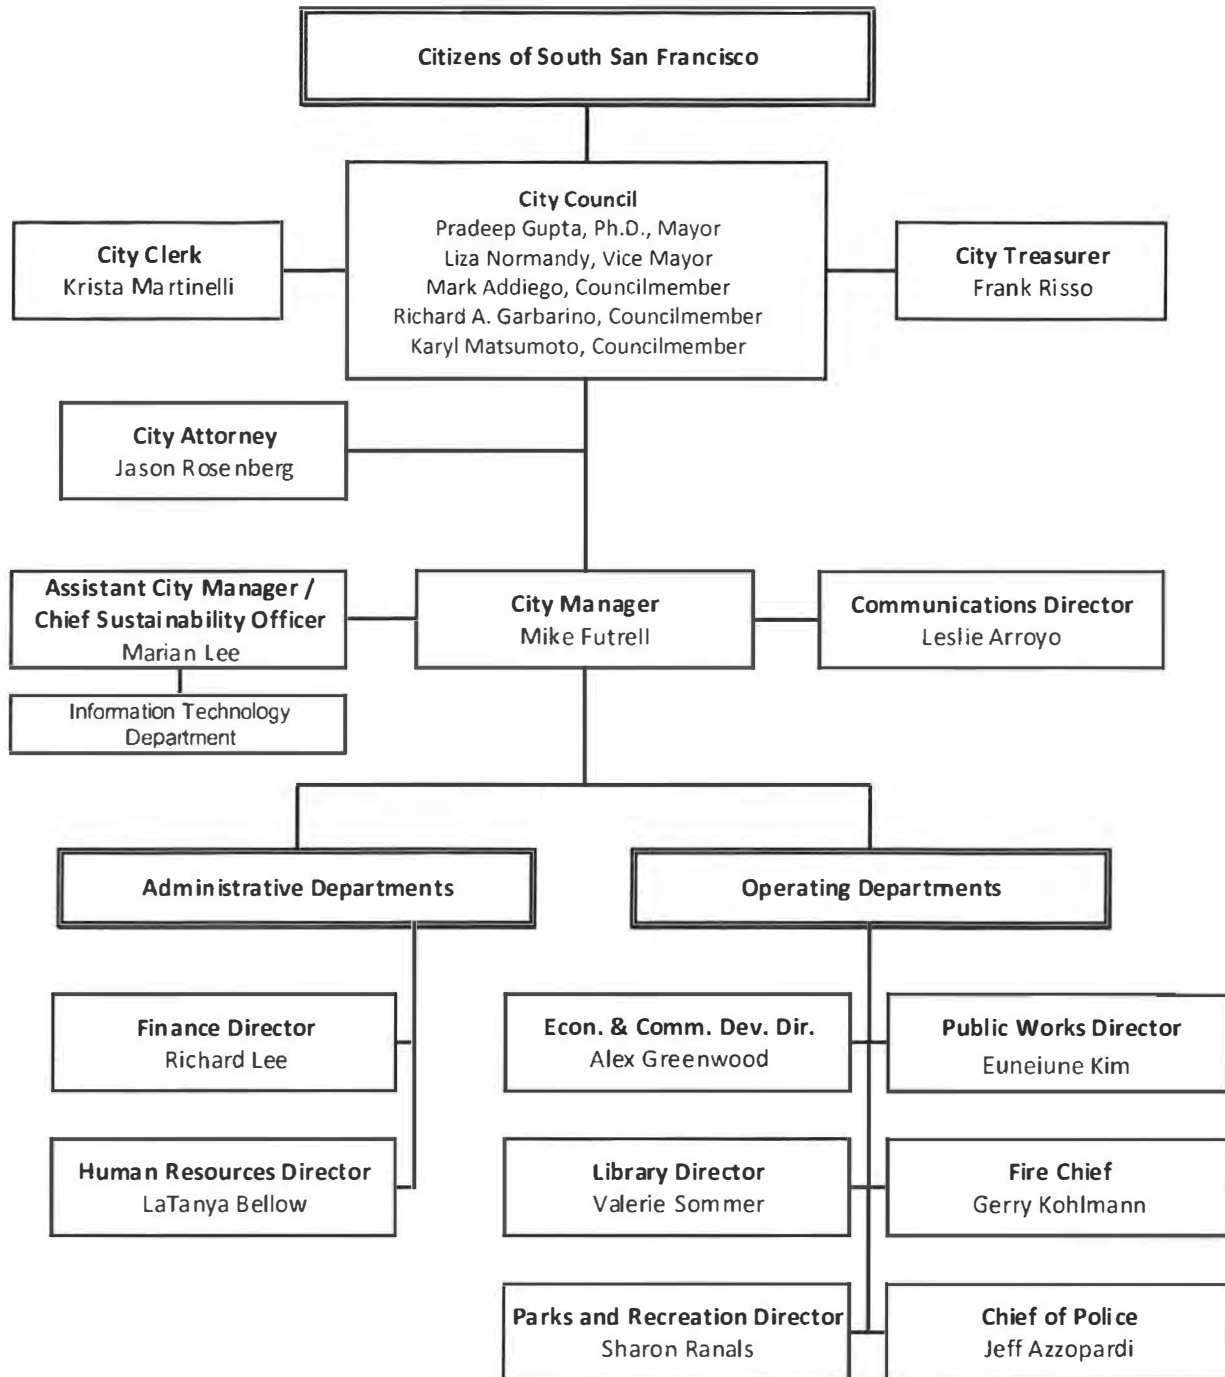 Citizens of South San Francisco
City Council
Pradeep Gupta, Ph.D., Mayor
Liza Normandy, Vice Mayor
Mark Addiego, Councilmember
Richard A. Garbarino, Councilmember
Karyl Matsumoto, Councilmember
City Clerk
Krista Martinelli
City Treasurer
Frank Risso
City Attorney
Jason Rosenberg
Assistant City Manager /
Chief Sustainability Officer
Marian Lee
Information Technology
Department
City Manager
Mike Futrell
Communications Director
Leslie Arroyo
Administrative Departments
Operating Departments
Finance Director
Richard Lee
Human Resources Director
LaTanya Bellow
Econ. & Comm. Dev. Dir.
Alex Greenwood
Public Works Director
Euneiune Kim
Library Director
Valerie Sommer
Fire Chief
Gerry Kohlmann
Parks and Recreation Director
Sharon Ranals
Chief of Police
Jeff Azzopardi